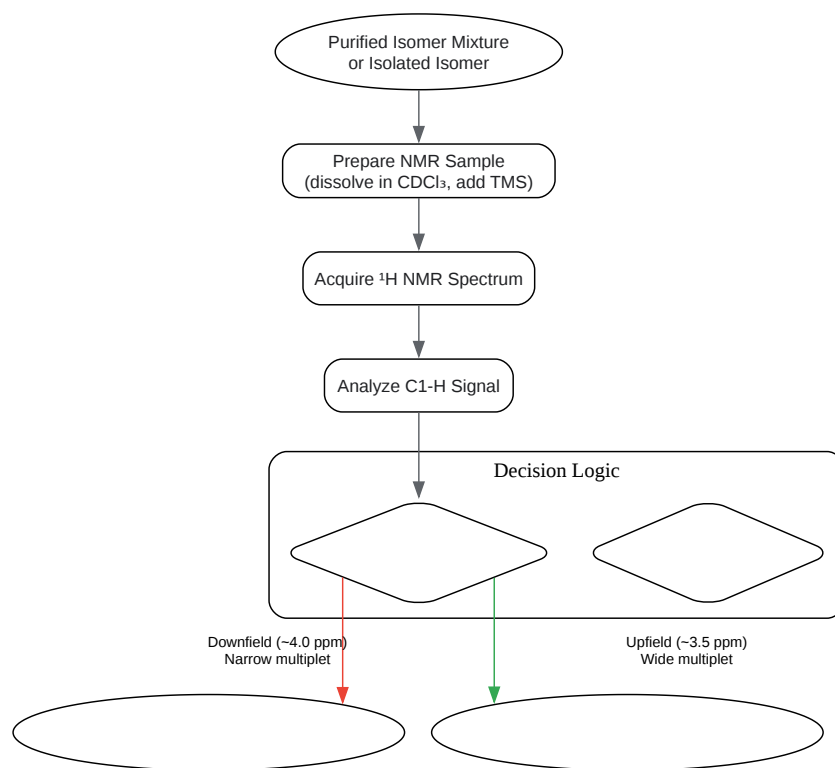 Purified Isomer Mixture
or Isolated Isomer
Prepare NMR Sample
(dissolve in CDCl₃, add TMS)
Acquire ¹H NMR Spectrum
Analyze C1-H Signal
Decision Logic
Downfield (~4.0 ppm)
Narrow multiplet
Upfield (~3.5 ppm)
Wide multiplet